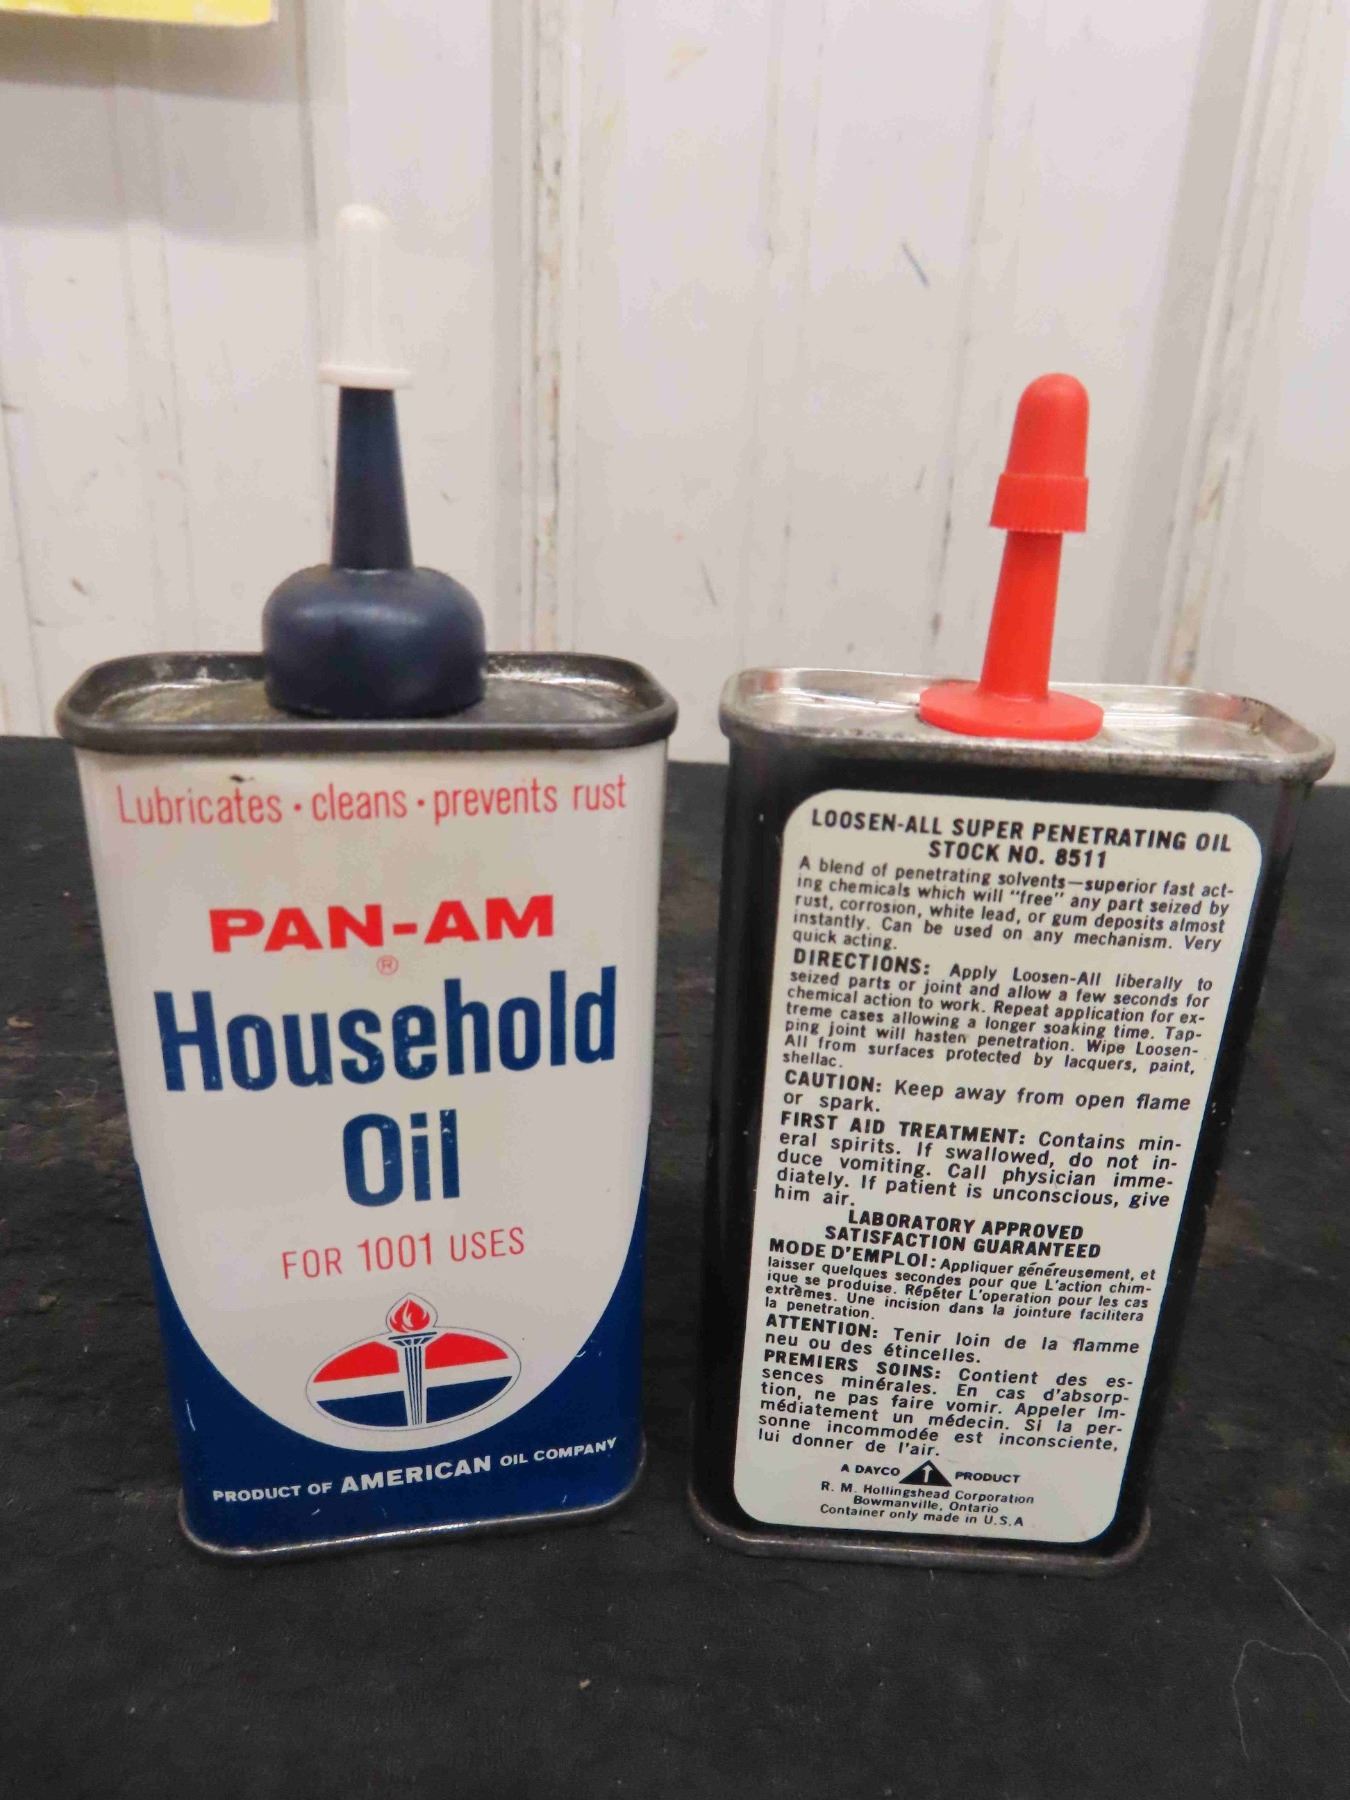 Lubricates · cleans · prevents rust
PAN-AM
®
Household
Oil
FOR 1001 USES
PRODUCT OF AMERICAN OIL COMPANY
LOOSEN-ALL SUPER PENETRATING OIL
STOCK NO. 8511
A blend of penetrating solvents—superior fast act-
ing chemicals which will "free" any part seized by
rust, corrosion, white lead, or gum deposits almost
instantly. Can be used on any mechanism. Very
quick acting.
DIRECTIONS: Apply Loosen-All liberally to
seized parts or joint and allow a few seconds for
chemical action to work. Repeat application for ex-
treme cases allowing a longer soaking time. Tap-
ping joint will hasten penetration. Wipe Loosen-
All from surfaces protected by lacquers, paint,
shellac.
CAUTION: Keep away from open flame
or spark.
FIRST AID TREATMENT: Contains min-
eral spirits. If swallowed, do not in-
duce vomiting. Call physician imme-
diately. If patient is unconscious, give
him air.
LABORATORY APPROVED
SATISFACTION GUARANTEED
MODE D'EMPLOI: Appliquer généreusement, et
laisser quelques secondes pour que L'action chim-
ique se produise. Répéter L'operation pour les cas
extrèmes. Une incision dans la jointure facilitera
la penetration.
ATTENTION: Tenir loin de la flamme
neu ou des étincelles.
PREMIERS SOINS: Contient des es-
sences minérales. En cas d'absorp-
tion, ne pas faire vomir. Appeler im-
médiatement un médecin. Si la per-
sonne incommodée est inconsciente,
lui donner de l'air.
A DAYCO PRODUCT
R. M. Hollingshead Corporation
Bowmanville, Ontario
Container only made in U.S.A